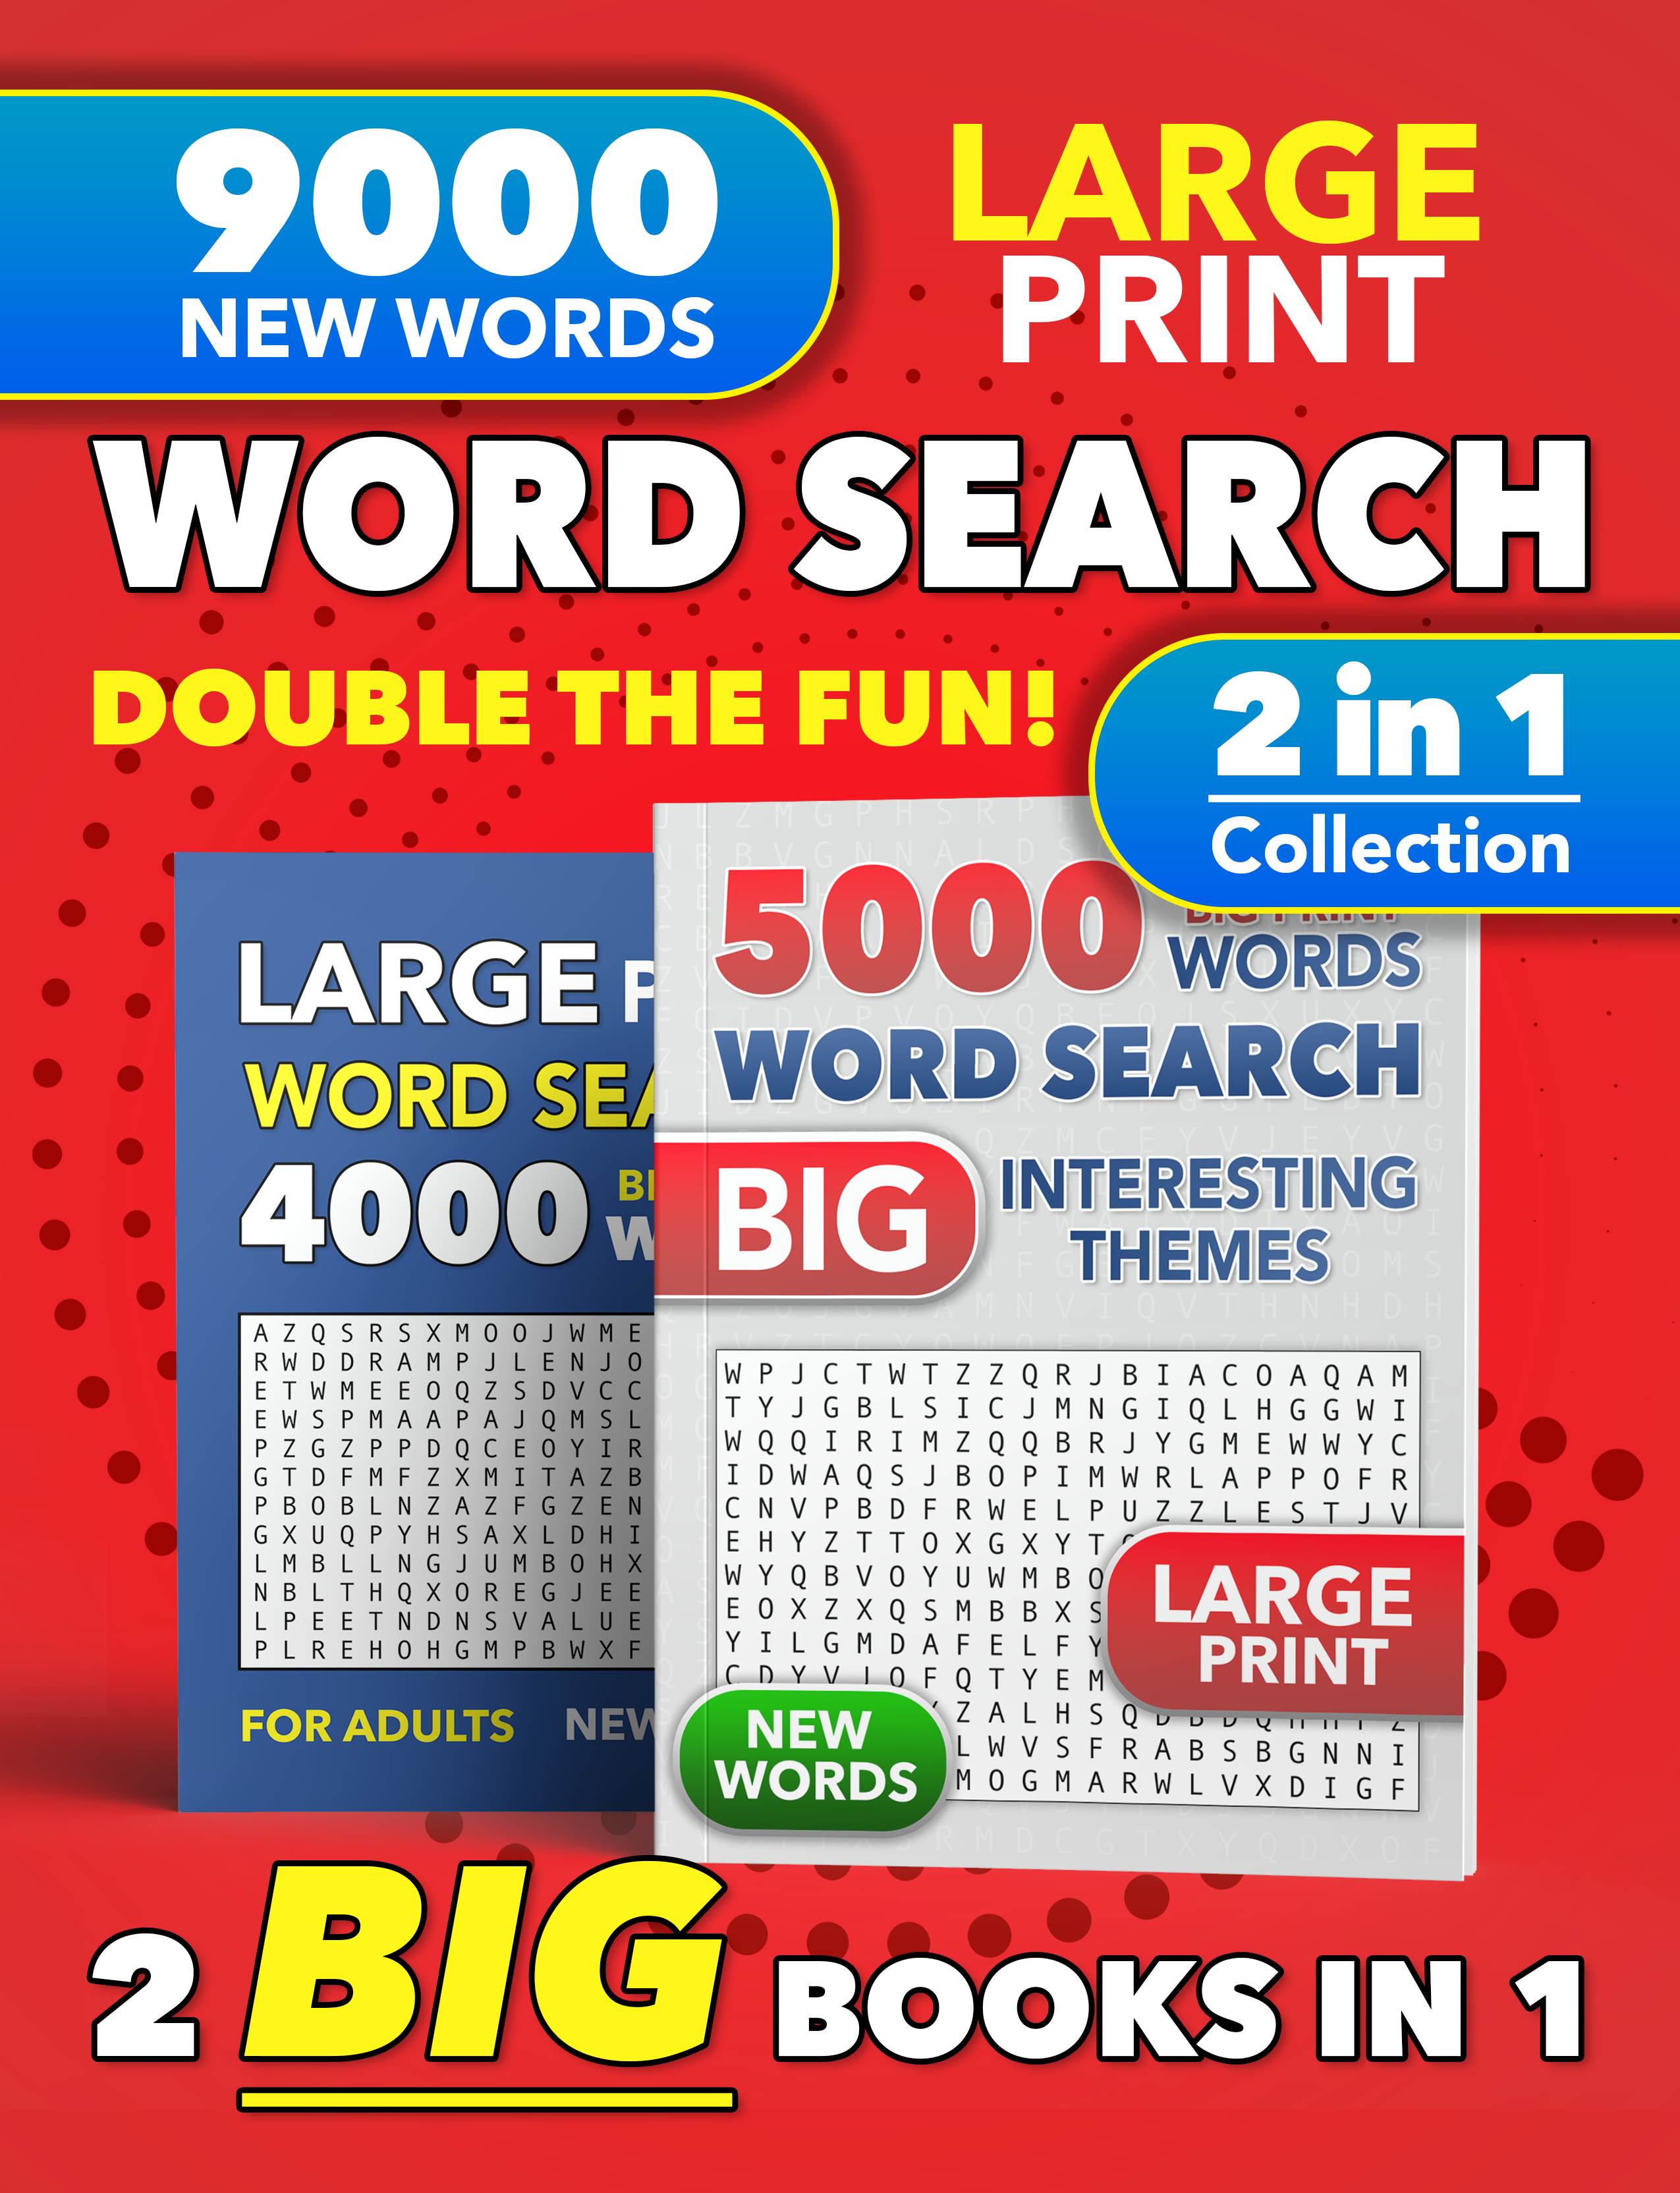 9000
NEW WORDS
LARGE
PRINT
WORD SEARCH
DOUBLE THE FUN!
2 in 1
Collection
LARGE
WORD
4000
A Z Q S R S X M O O J W M E
R W D D R A M P J L E N J O
E T W M E E O Q Z S D V C C
E W S P M A A P A J Q M S L
P Z G Z P P D Q C E O Y I R
G T D F M F Z X M I T A Z B
P B O B L N Z A Z F G Z E N
G X U Q P Y H S A X L D H I
L M B L L N G J U M B O H X
N B L T H Q X O R E G J E E
L P E E T N D N S V A L U E
P L R E H O H G M P B W X F
FOR ADULTS NEW
5000
BIG PRINT
WORDS
WORD SEARCH
BIG
INTERESTING
THEMES
W P J C T W T Z Z Q R J B I A C O A Q A M
T Y J G B L S I C J M N G I Q L H G G W I
W Q Q I R I M Z Q Q B R J Y G M E W W Y C
I D W A Q S J B O P I M W R L A P P O F R
C N V P B D F R W E L P U Z Z L E S T J V
E H Y Z T T O X G X Y T
W Y Q B V O Y U W M B O
E O X Z X Q S M B B X S
Y I L G M D A F E L F Y
C D Y V J O F Q T Y E M
Z A L H S Q D B D Q H H F Z
L W V S F R A B S B G N N I
M O G M A R W L V X D I G F
LARGE
PRINT
NEW
WORDS
2 BIG BOOKS IN 1